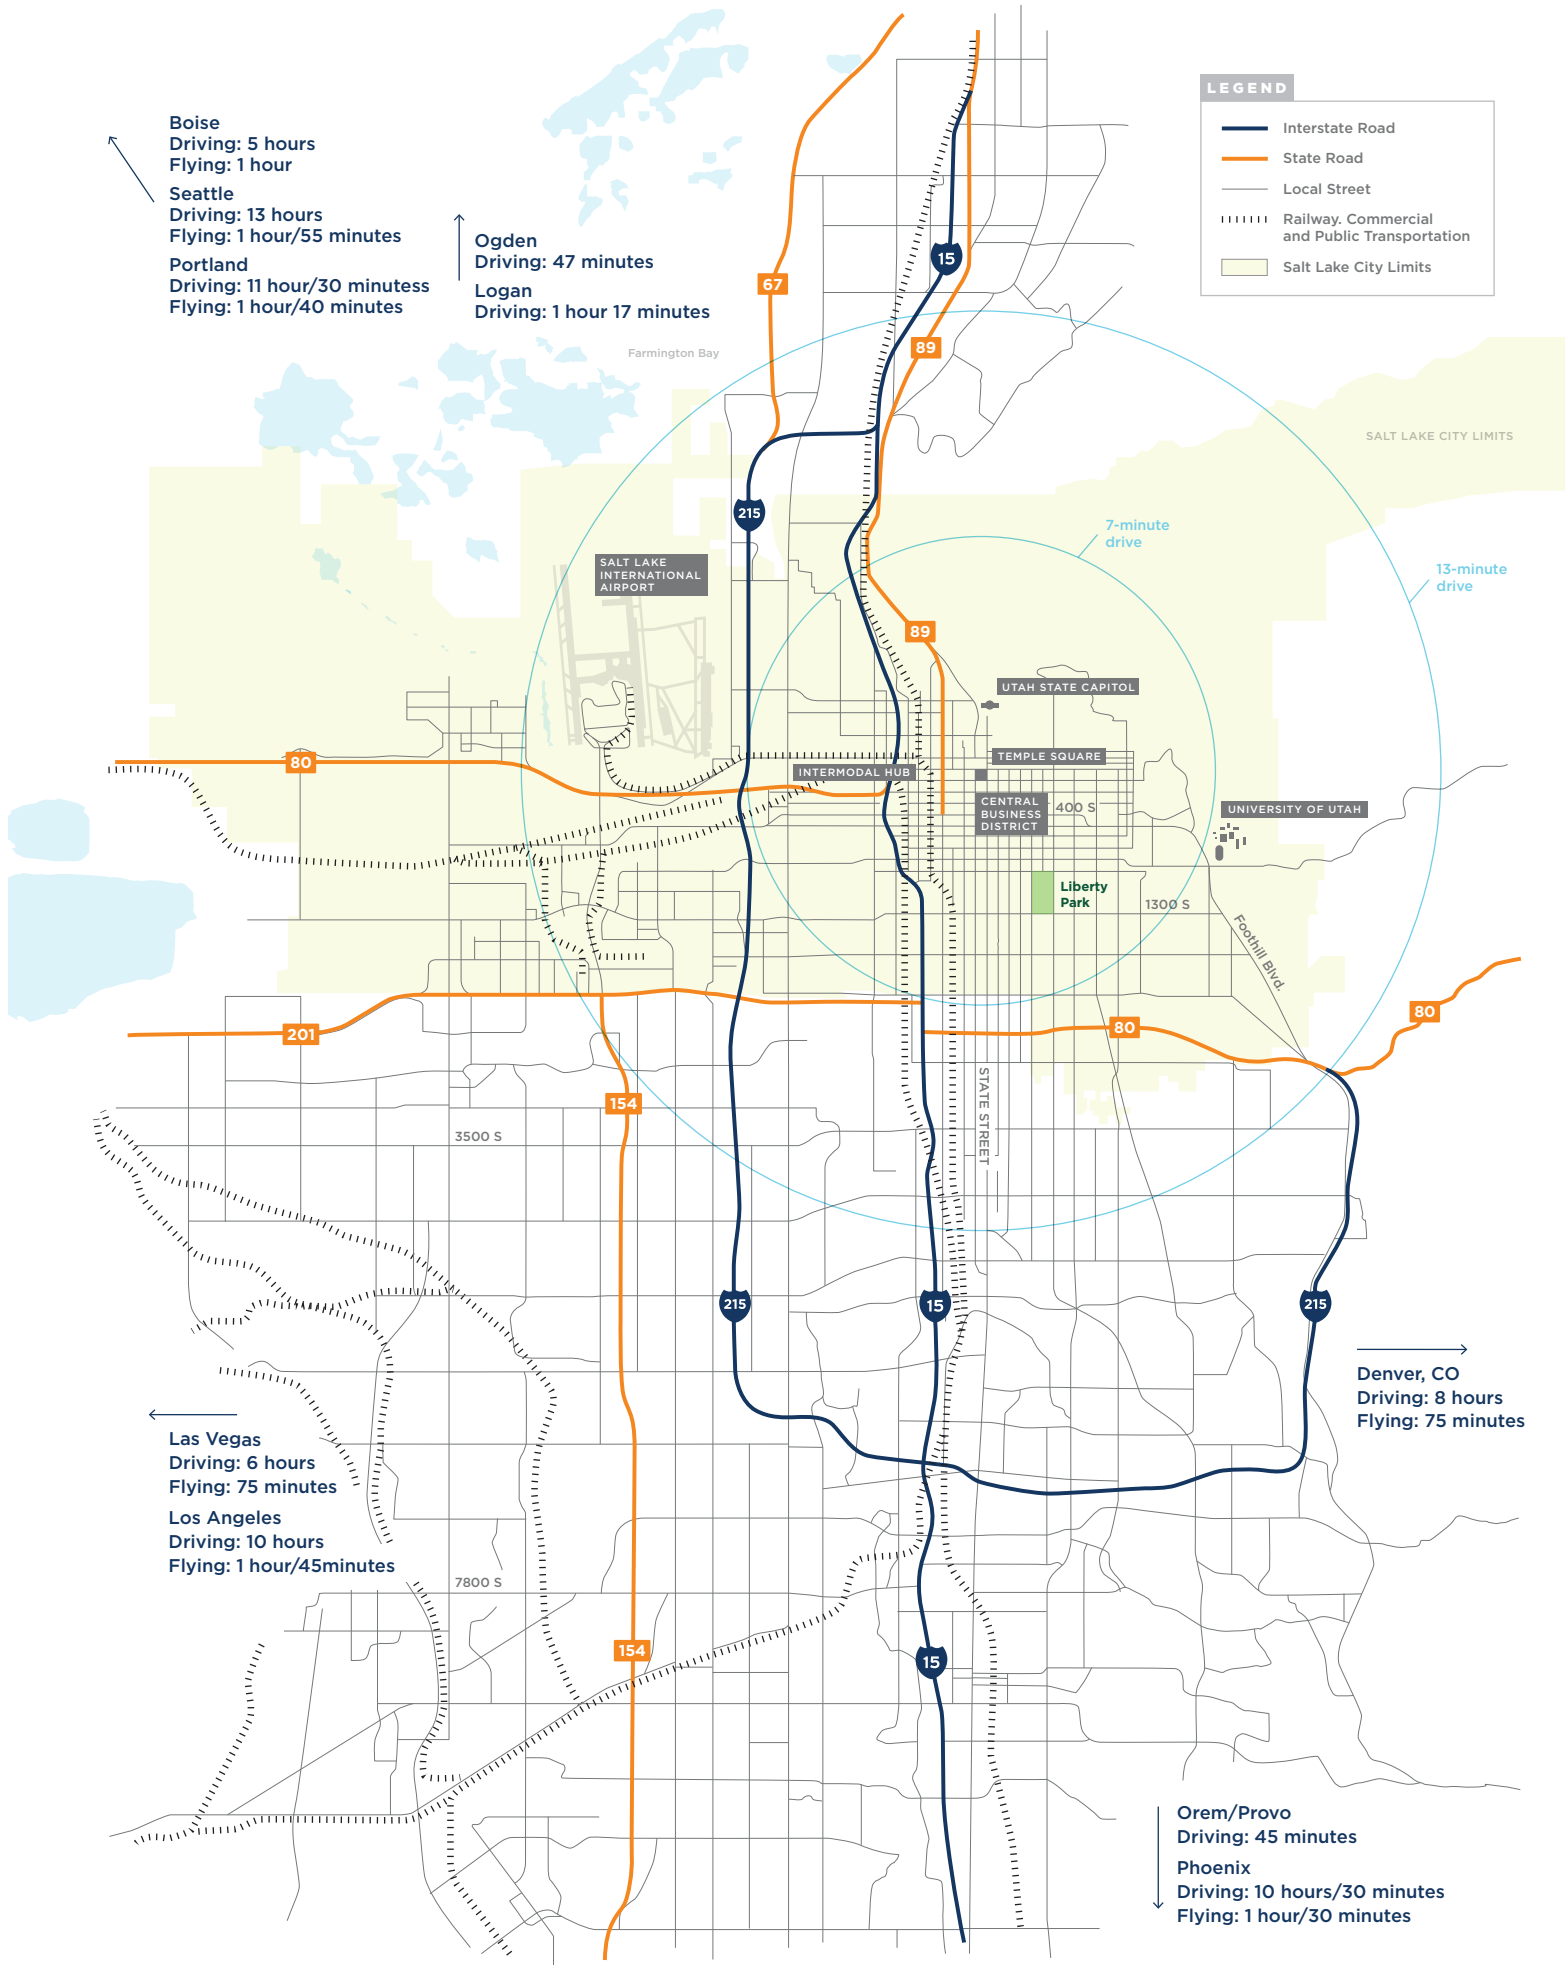 LEGEND
Interstate Road
State Road
Local Street
Railway. Commercial
and Public Transportation
Salt Lake City Limits
Boise
Driving: 5 hours
Flying: 1 hour
Seattle
Driving: 13 hours
Flying: 1 hour/55 minutes
Portland
Driving: 11 hour/30 minutess
Flying: 1 hour/40 minutes
Ogden
Driving: 47 minutes
Logan
Driving: 1 hour 17 minutes
15
67
89
Farmington Bay
SALT LAKE CITY LIMITS
215
7-minute
drive
13-minute
drive
SALT LAKE
INTERNATIONAL
AIRPORT
89
UTAH STATE CAPITOL
TEMPLE SQUARE
80
INTERMODAL HUB
CENTRAL
BUSINESS
DISTRICT
400 S
UNIVERSITY OF UTAH
Liberty
Park
1300 S
Foothill Blvd.
80
201
80
STATE STREET
154
3500 S
215
15
215
Denver, CO
Driving: 8 hours
Flying: 75 minutes
Las Vegas
Driving: 6 hours
Flying: 75 minutes
Los Angeles
Driving: 10 hours
Flying: 1 hour/45minutes
7800 S
154
15
Orem/Provo
Driving: 45 minutes
Phoenix
Driving: 10 hours/30 minutes
Flying: 1 hour/30 minutes